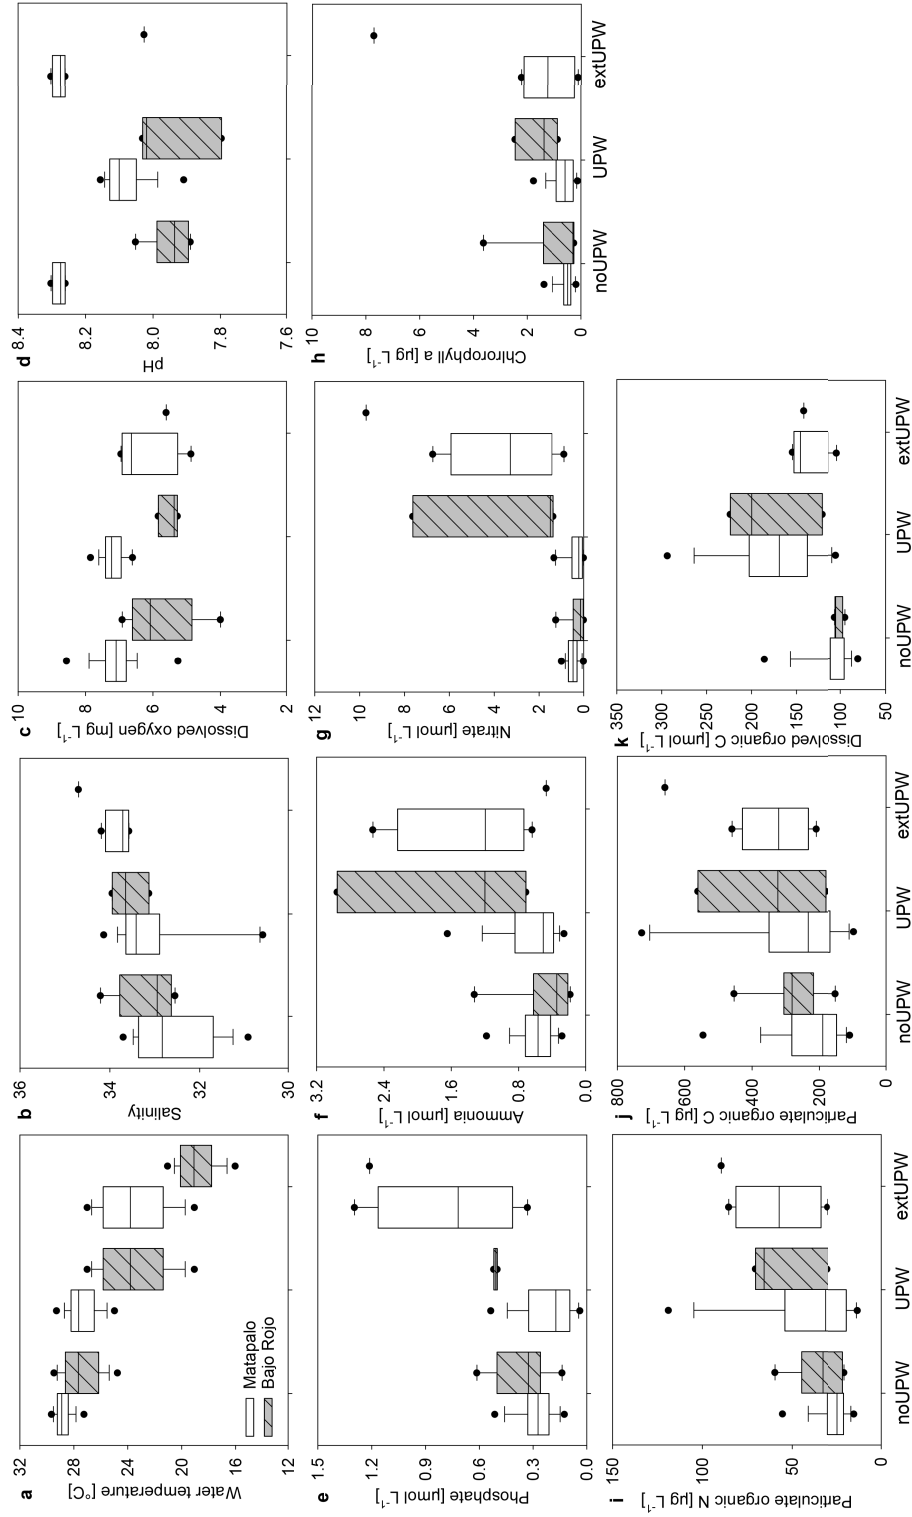 a
Water temperature [°C]
32
28
24
20
16
12
Matapalo
Bajo Rojo
b
Salinity
36
34
32
30
c
Dissolved oxygen [mg L⁻¹]
10
8
6
4
2
d
pH
8.4
8.2
8.0
7.8
7.6
e
Phosphate [µmol L⁻¹]
1.5
1.2
0.9
0.6
0.3
0.0
f
Ammonia [µmol L⁻¹]
3.2
2.4
1.6
0.8
0.0
g
Nitrate [µmol L⁻¹]
12
10
8
6
4
2
0
h
Chlrorophyll a [µg L⁻¹]
10
8
6
4
2
0
noUPW UPW extUPW
i
Particulate organic N [µg L⁻¹]
150
100
50
0
noUPW UPW extUPW
j
Particulate organic C [µg L⁻¹]
800
600
400
200
0
noUPW UPW extUPW
k
Dissolved organic C [µmol L⁻¹]
350
300
250
200
150
100
50
noUPW UPW extUPW